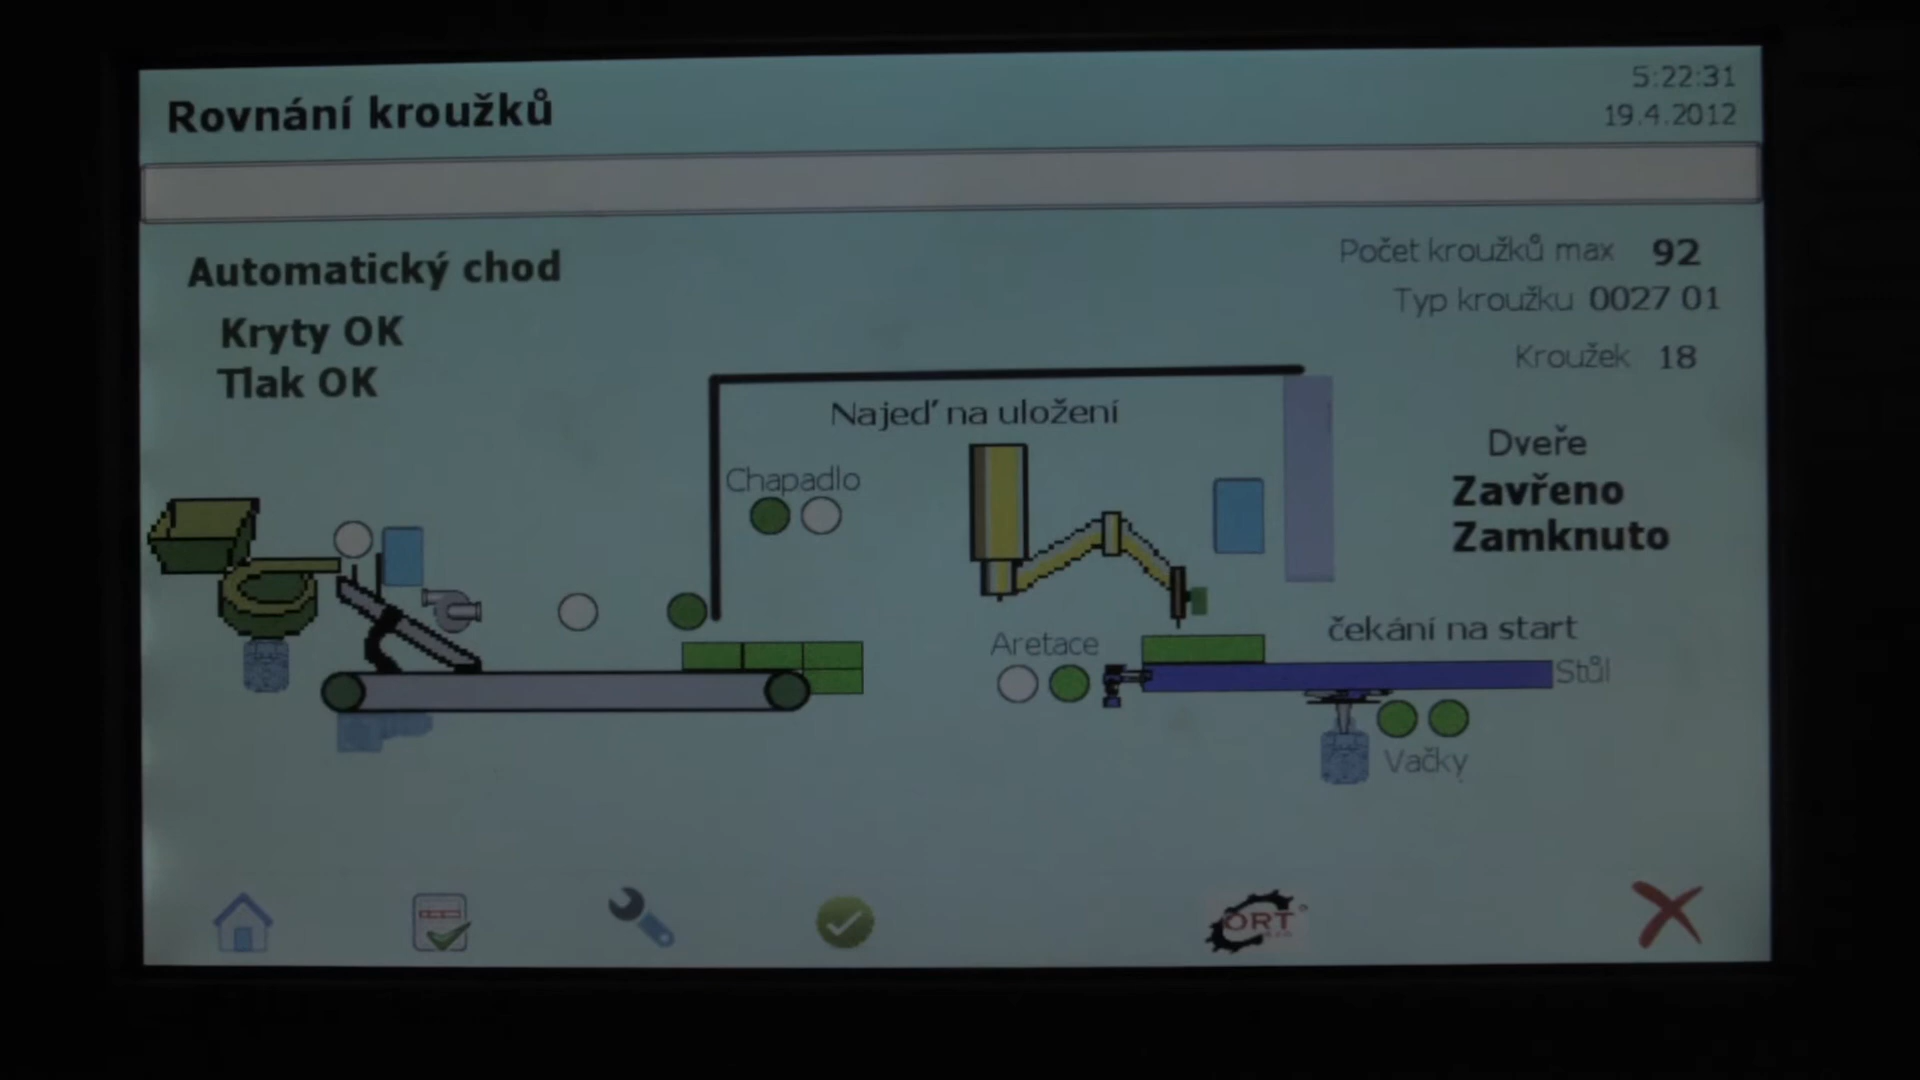 Rovnání kroužků
5:22:31
19.4.2012
Automatický chod
Kryty OK
Tlak OK
Počet kroužků max 92
Typ kroužku 0027 01
Kroužek 18
Najeď na uložení
Chapadlo
Dveře
Zavřeno
Zamknuto
Aretace
čekání na start
Stůl
Vačky
ORT